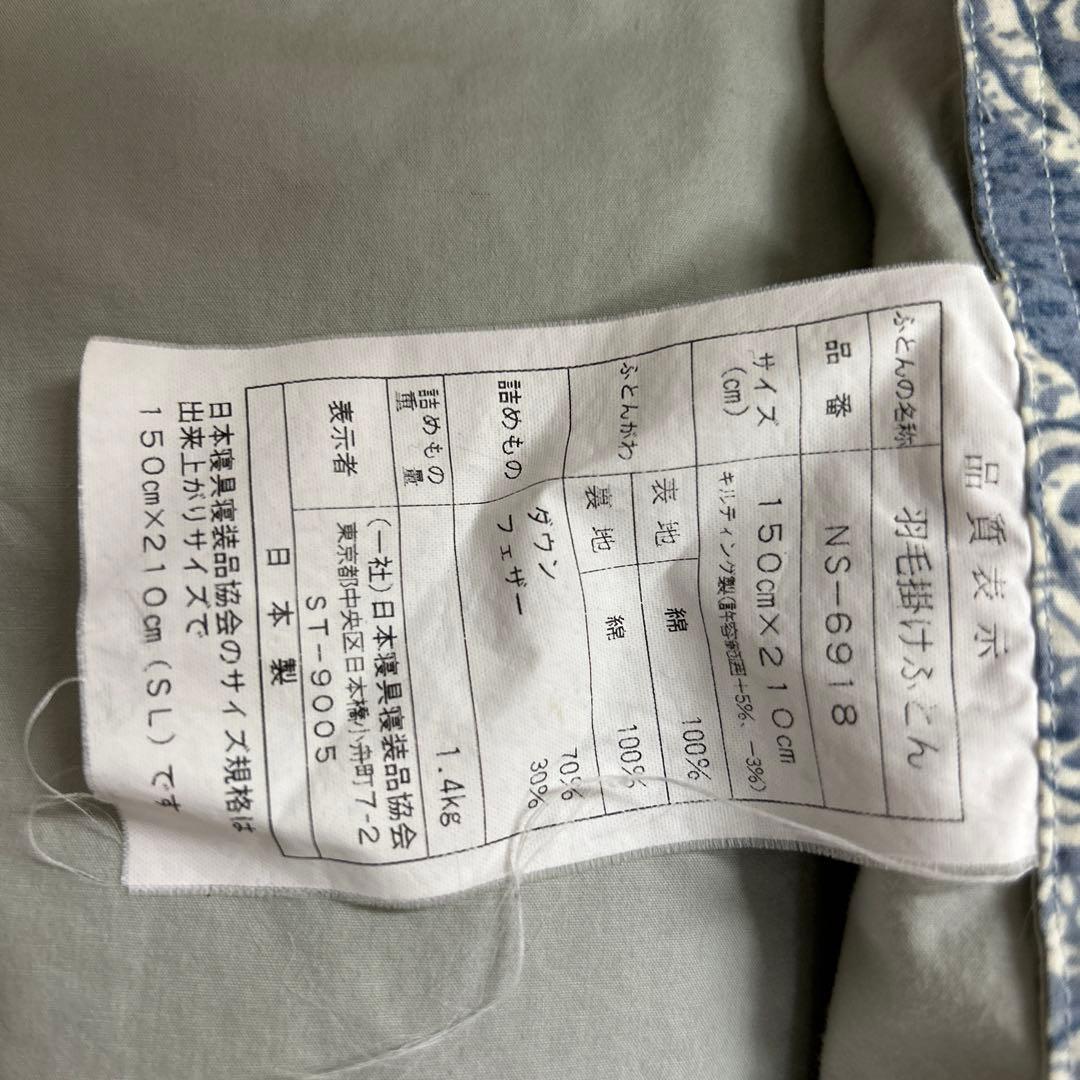 品質表示
ふとんの名称 羽毛掛けふとん
品番 NS-6918
サイズ(cm) 150cm×210cm
キルティング製(許容範囲+5%、-3%)
ふとんがわ 表地 綿 100%
裏地 綿 100%
詰めもの ダウン 70%
フェザー 30%
詰めもの重量 1.4kg
表示者 (一社)日本寝具寝装品協会
東京都中央区日本橋小舟町7-2
ST-9005
日本製
日本寝具寝装品協会のサイズ規格は
出来上がりサイズで
150cm×210cm(SL)です